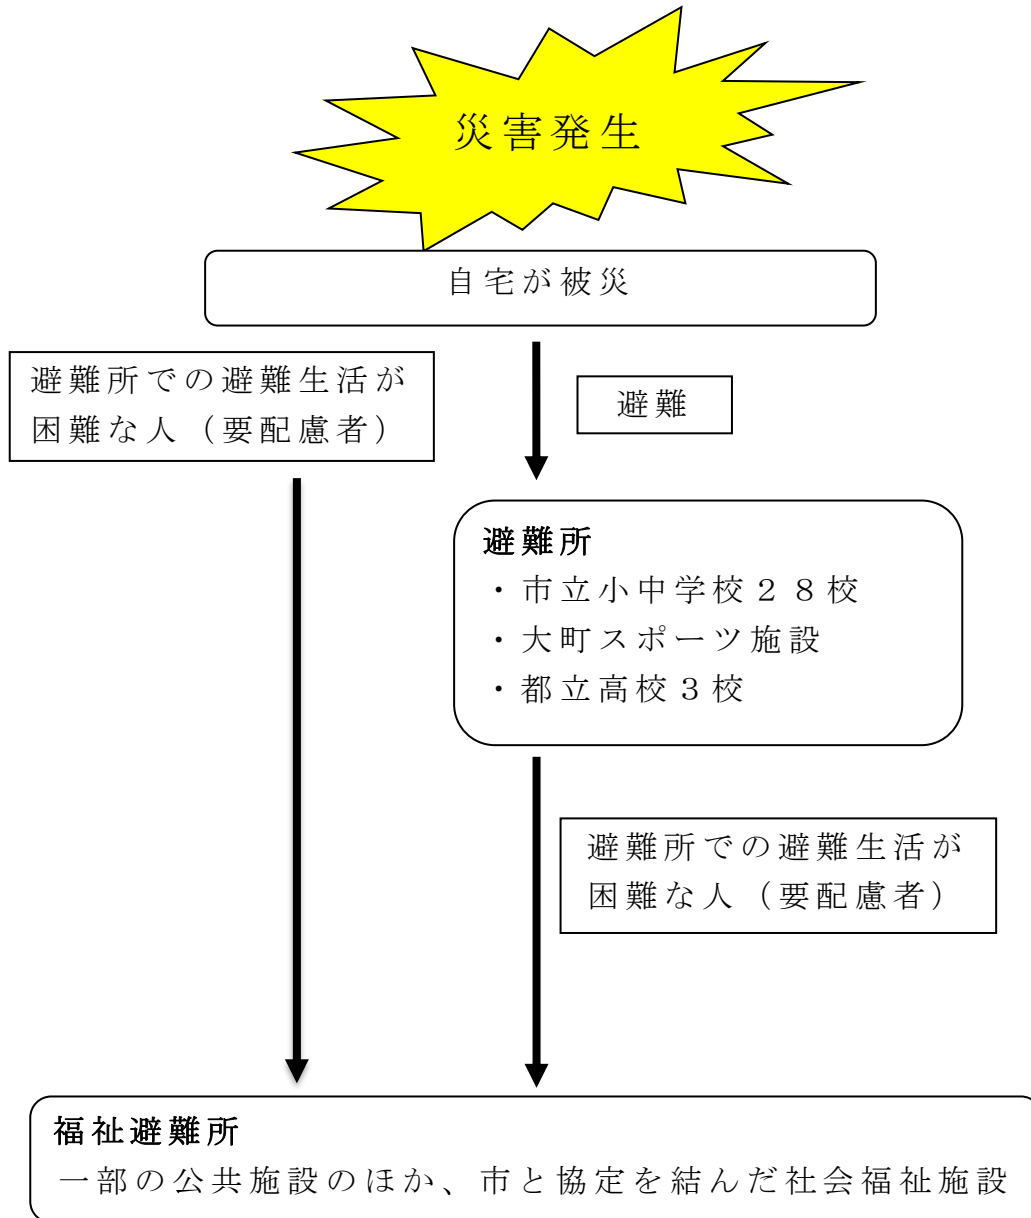 災害発生
自宅が被災
避難所での避難生活が
困難な人（要配慮者）
避難
避難所
・市立小中学校２８校
・大町スポーツ施設
・都立高校３校
避難所での避難生活が
困難な人（要配慮者）
福祉避難所
一部の公共施設のほか、市と協定を結んだ社会福祉施設